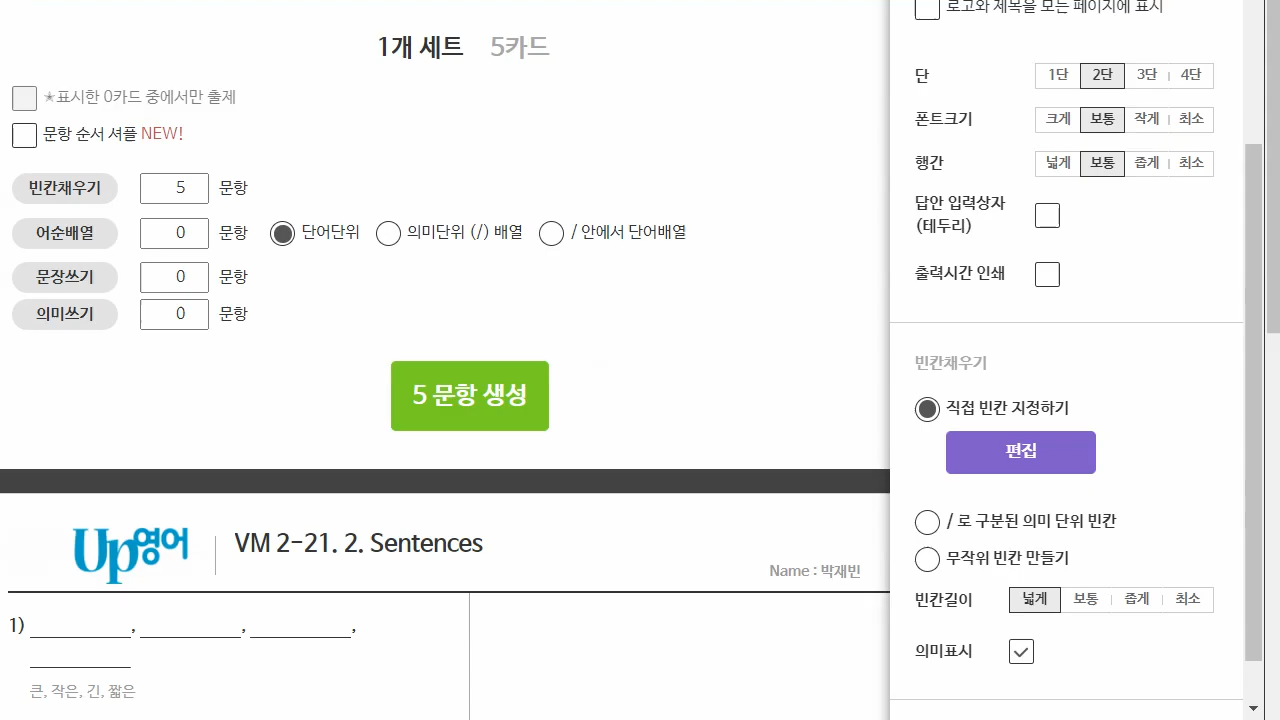 1개 세트 5카드
★표시한 0카드 중에서만 출제
문항 순서 셔플 NEW!
빈칸채우기 5 문항
어순배열 0 문항 단어단위 의미단위 (/) 배열 / 안에서 단어배열
문장쓰기 0 문항
의미쓰기 0 문항
5 문항 생성
Up영어 VM 2-21. 2. Sentences
Name : 박재빈
1) __________, __________, __________,
__________
큰, 작은, 긴, 짧은
로고와 제목을 모든 페이지에 표시
단 1단 2단 3단 4단
폰트크기 크게 보통 작게 최소
행간 넓게 보통 좁게 최소
답안 입력상자
(테두리)
출력시간 인쇄
빈칸채우기
직접 빈칸 지정하기
편집
/ 로 구분된 의미 단위 빈칸
무작위 빈칸 만들기
빈칸길이 넓게 보통 좁게 최소
의미표시